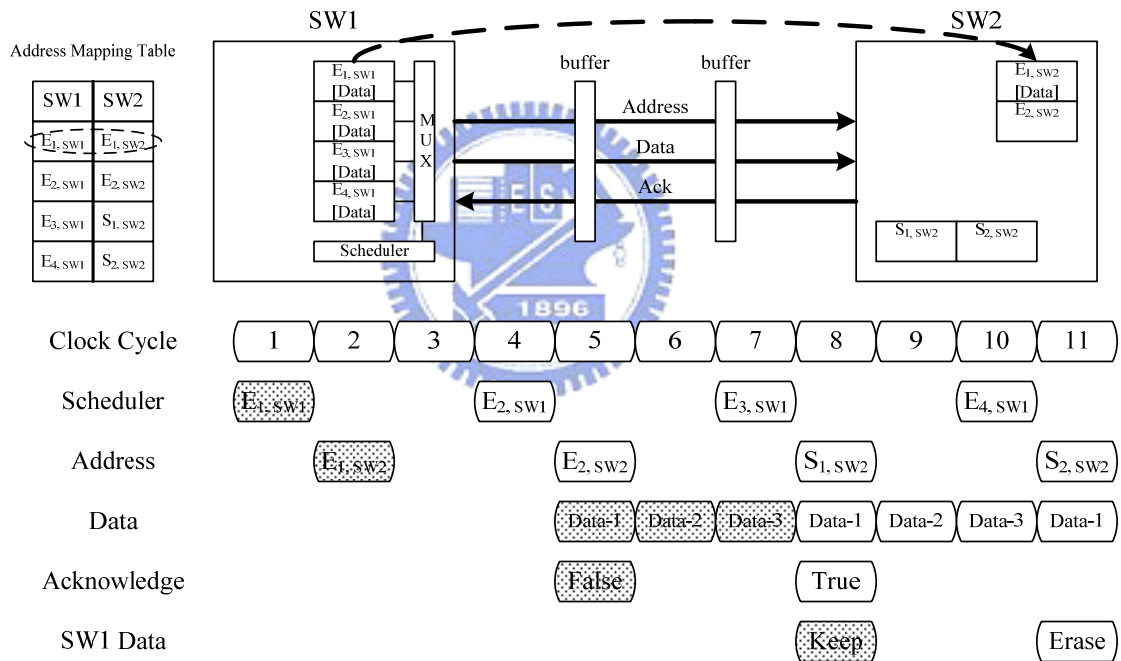 SW1
SW2
Address Mapping Table
SW1 SW2
E1, SW1 E1, SW2
E2, SW1 E2, SW2
E3, SW1 S1, SW2
E4, SW1 S2, SW2
E1, SW1
[Data]
E2, SW1
[Data]
E3, SW1
[Data]
E4, SW1
[Data]
M
U
X
Scheduler
buffer
buffer
Address
Data
Ack
E1, SW2
[Data]
E2, SW2
S1, SW2 S2, SW2
ES
1896
Clock Cycle 1 2 3 4 5 6 7 8 9 10 11
Scheduler E1, SW1 E2, SW1 E3, SW1 E4, SW1
Address E1, SW2 E2, SW2 S1, SW2 S2, SW2
Data Data-1 Data-2 Data-3 Data-1 Data-2 Data-3 Data-1
Acknowledge False True
SW1 Data Keep Erase